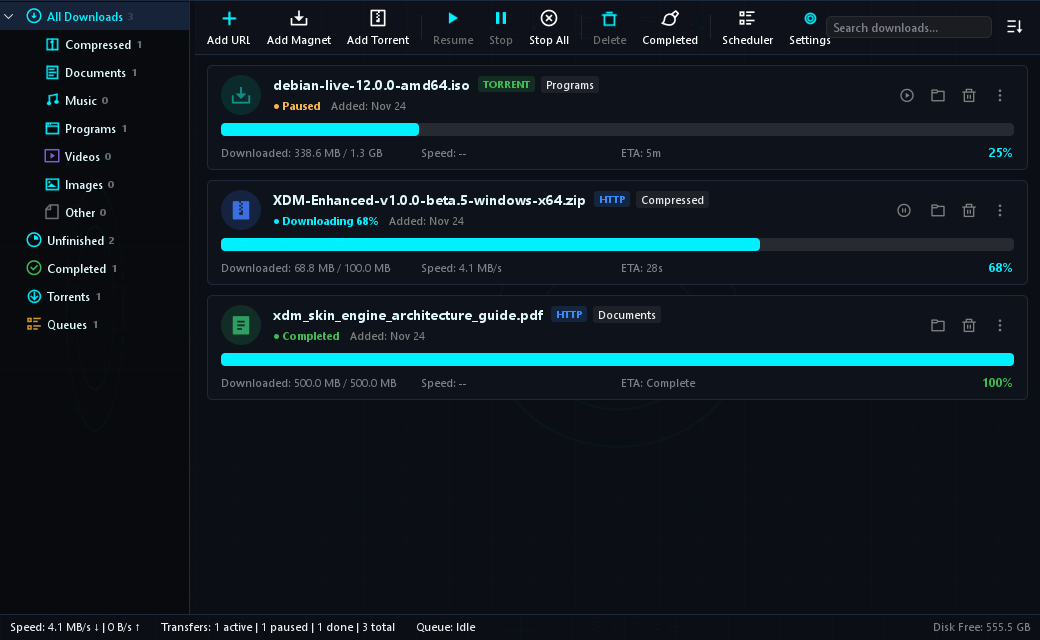 All Downloads 3
Compressed 1
Documents 1
Music 0
Programs 1
Videos 0
Images 0
Other 0
Unfinished 2
Completed 1
Torrents 1
Queues 1
Add URL Add Magnet Add Torrent Resume Stop Stop All Delete Completed Scheduler Settings Search downloads...
debian-live-12.0.0-amd64.iso TORRENT Programs
• Paused Added: Nov 24
Downloaded: 338.6 MB / 1.3 GB Speed: -- ETA: 5m 25%
XDM-Enhanced-v1.0.0-beta.5-windows-x64.zip HTTP Compressed
• Downloading 68% Added: Nov 24
Downloaded: 68.8 MB / 100.0 MB Speed: 4.1 MB/s ETA: 28s 68%
xdm_skin_engine_architecture_guide.pdf HTTP Documents
• Completed Added: Nov 24
Downloaded: 500.0 MB / 500.0 MB Speed: -- ETA: Complete 100%
Speed: 4.1 MB/s ↓ | 0 B/s ↑ Transfers: 1 active | 1 paused | 1 done | 3 total Queue: Idle Disk Free: 555.5 GB